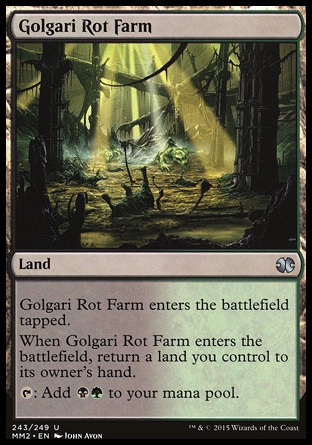 Golgari Rot Farm
Land
Golgari Rot Farm enters the battlefield
tapped.
When Golgari Rot Farm enters the
battlefield, return a land you control to
its owner's hand.
: Add to your mana pool.
243/249 U
MM2 • EN John Avon
™ & © 2015 Wizards of the Coast